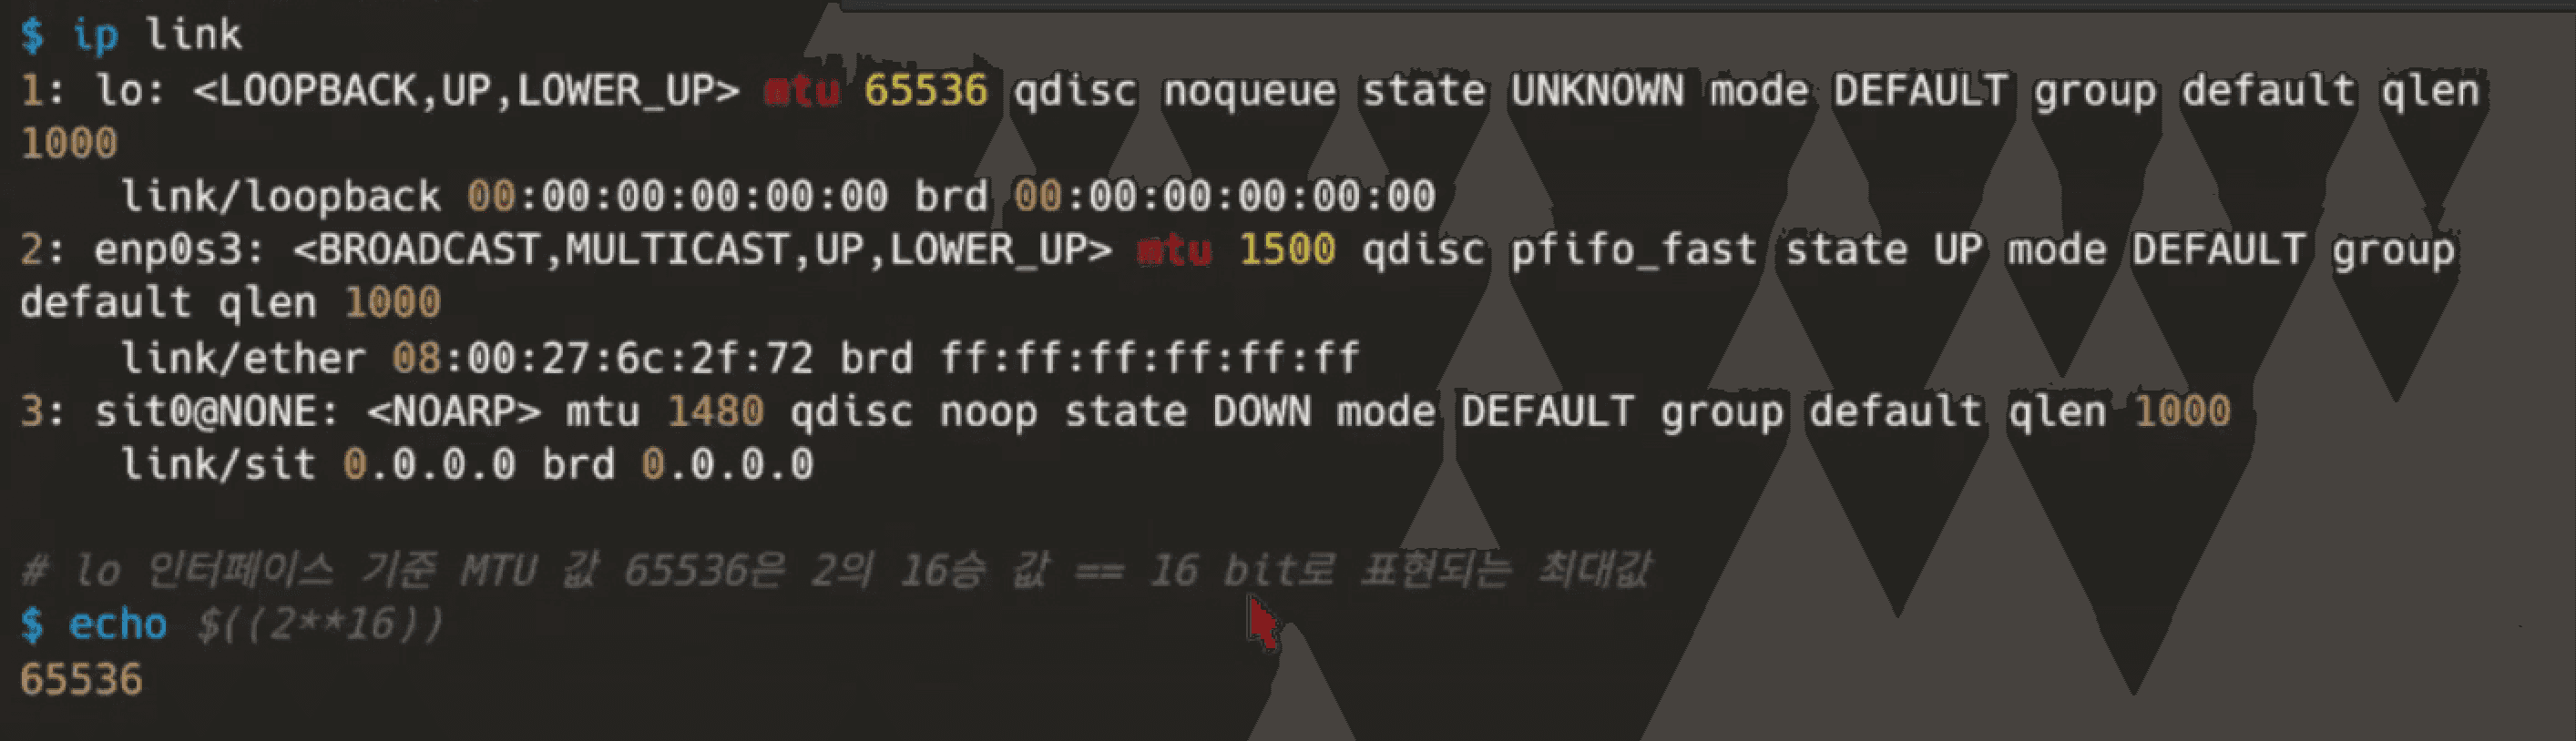 $ ip link
1: lo: <LOOPBACK,UP,LOWER_UP> mtu 65536 qdisc noqueue state UNKNOWN mode DEFAULT group default qlen
1000
    link/loopback 00:00:00:00:00:00 brd 00:00:00:00:00:00
2: enp0s3: <BROADCAST,MULTICAST,UP,LOWER_UP> mtu 1500 qdisc pfifo_fast state UP mode DEFAULT group
default qlen 1000
    link/ether 08:00:27:6c:2f:72 brd ff:ff:ff:ff:ff:ff
3: sit0@NONE: <NOARP> mtu 1480 qdisc noop state DOWN mode DEFAULT group default qlen 1000
    link/sit 0.0.0.0 brd 0.0.0.0
# lo 인터페이스 기준 MTU 값 65536은 2의 16승 값 == 16 bit로 표현되는 최대값
$ echo $((2**16))
65536